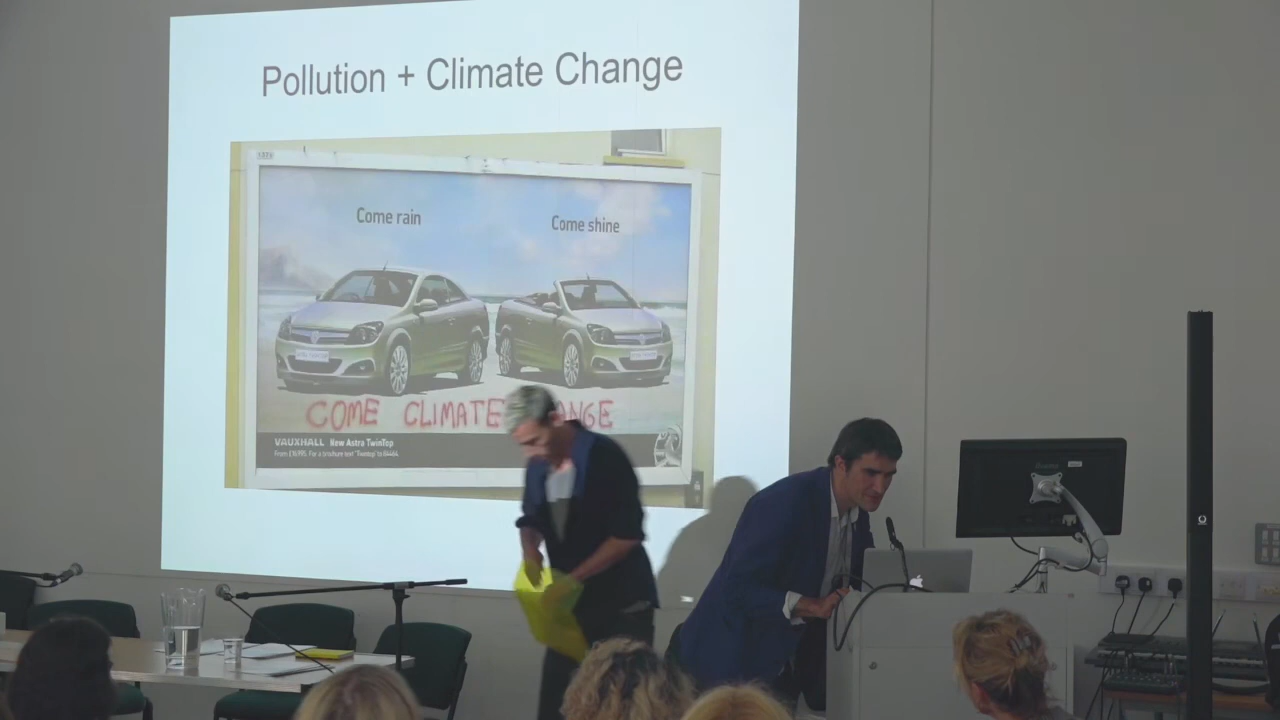 Pollution + Climate Change
Come rain
Come shine
COME CLIMATE ANGE
VAUXHALL New Astra TwinTop